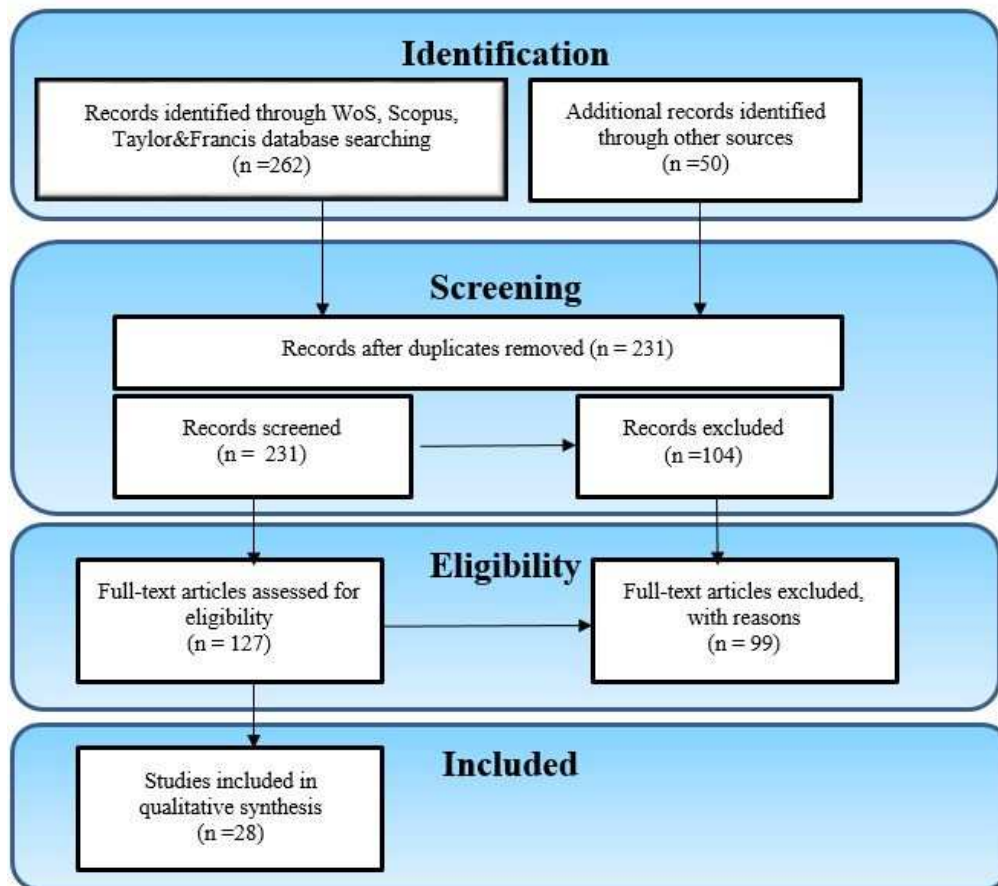 Identification
Records identified through WoS, Scopus,
Taylor&Francis database searching
(n =262)
Additional records identified
through other sources
(n =50)
Screening
Records after duplicates removed (n = 231)
Records screened
(n = 231)
Records excluded
(n =104)
Eligibility
Full-text articles assessed for
eligibility
(n = 127)
Full-text articles excluded,
with reasons
(n = 99)
Included
Studies included in
qualitative synthesis
(n =28)